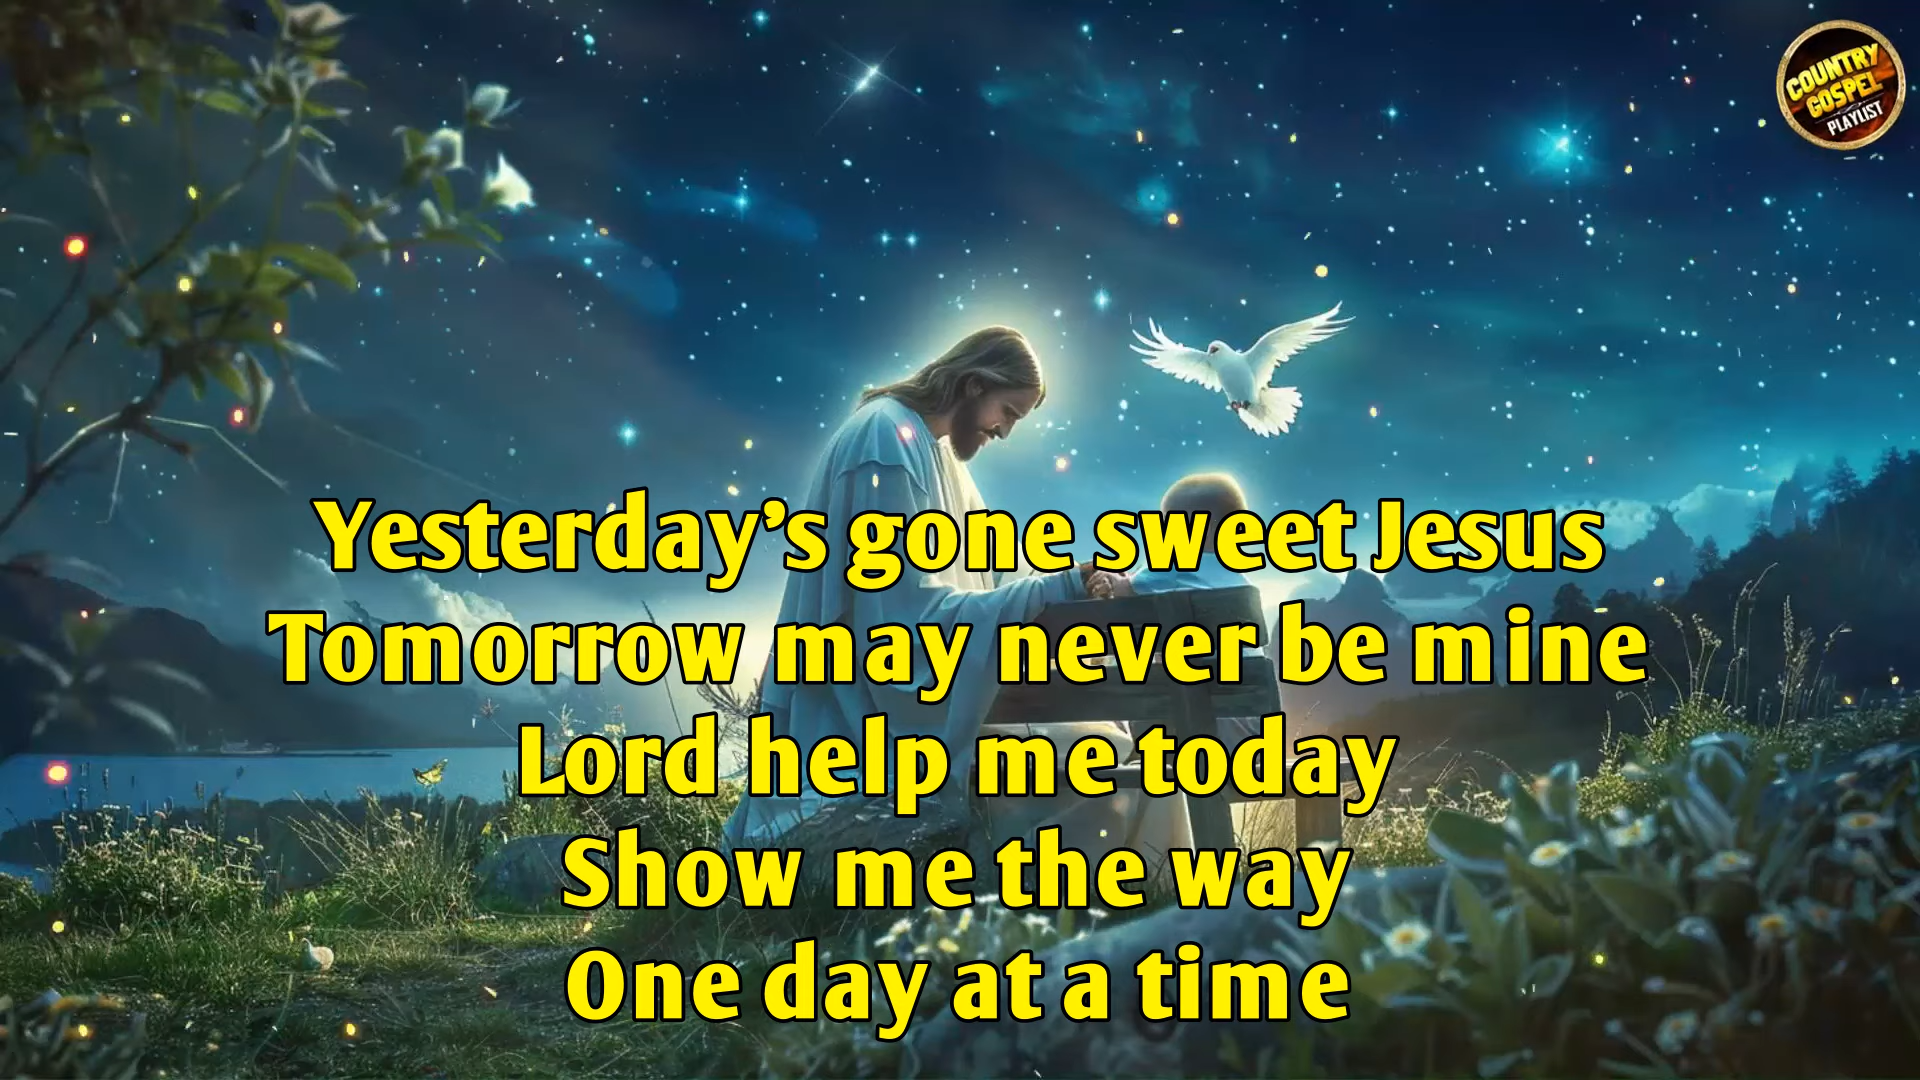 COUNTRY
GOSPEL
PLAYLIST
Yesterday’s gone sweet Jesus
Tomorrow may never be mine
Lord help me today
Show me the way
One day at a time